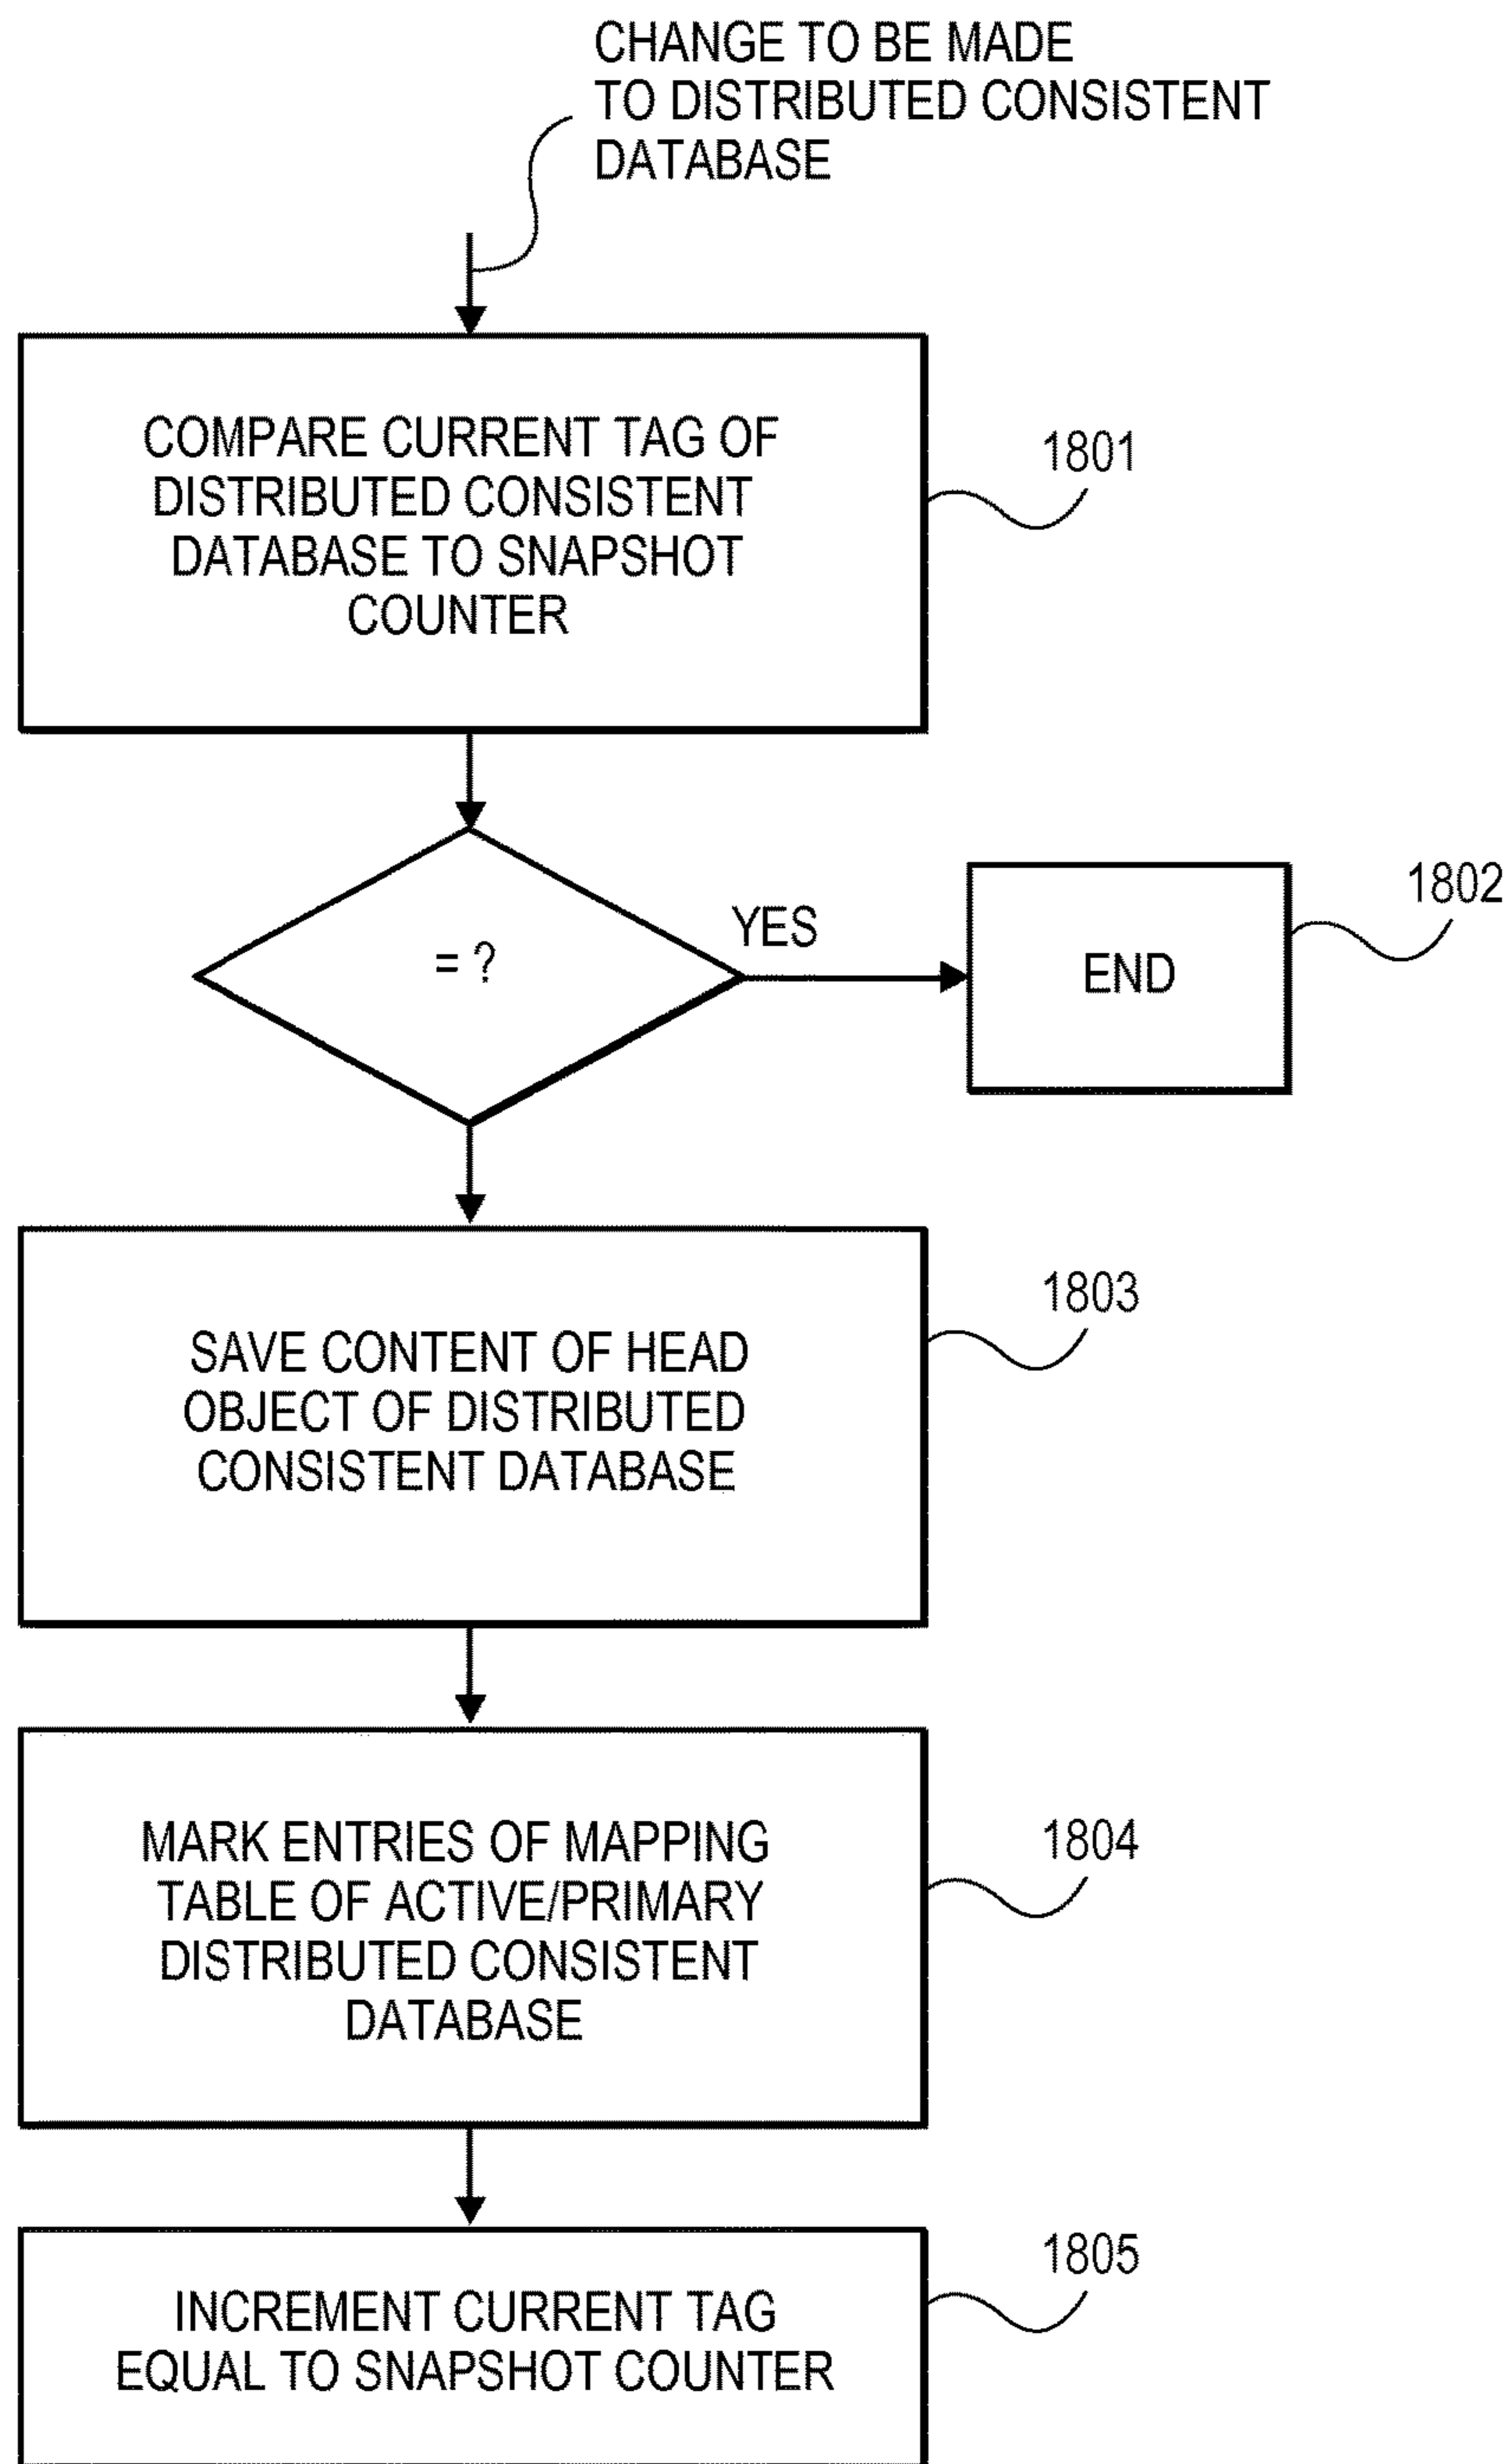 CHANGE TO BE MADE
TO DISTRIBUTED CONSISTENT
DATABASE
COMPARE CURRENT TAG OF
DISTRIBUTED CONSISTENT
DATABASE TO SNAPSHOT
COUNTER
1801
= ?
YES
END
1802
SAVE CONTENT OF HEAD
OBJECT OF DISTRIBUTED
CONSISTENT DATABASE
1803
MARK ENTRIES OF MAPPING
TABLE OF ACTIVE/PRIMARY
DISTRIBUTED CONSISTENT
DATABASE
1804
INCREMENT CURRENT TAG
EQUAL TO SNAPSHOT COUNTER
1805